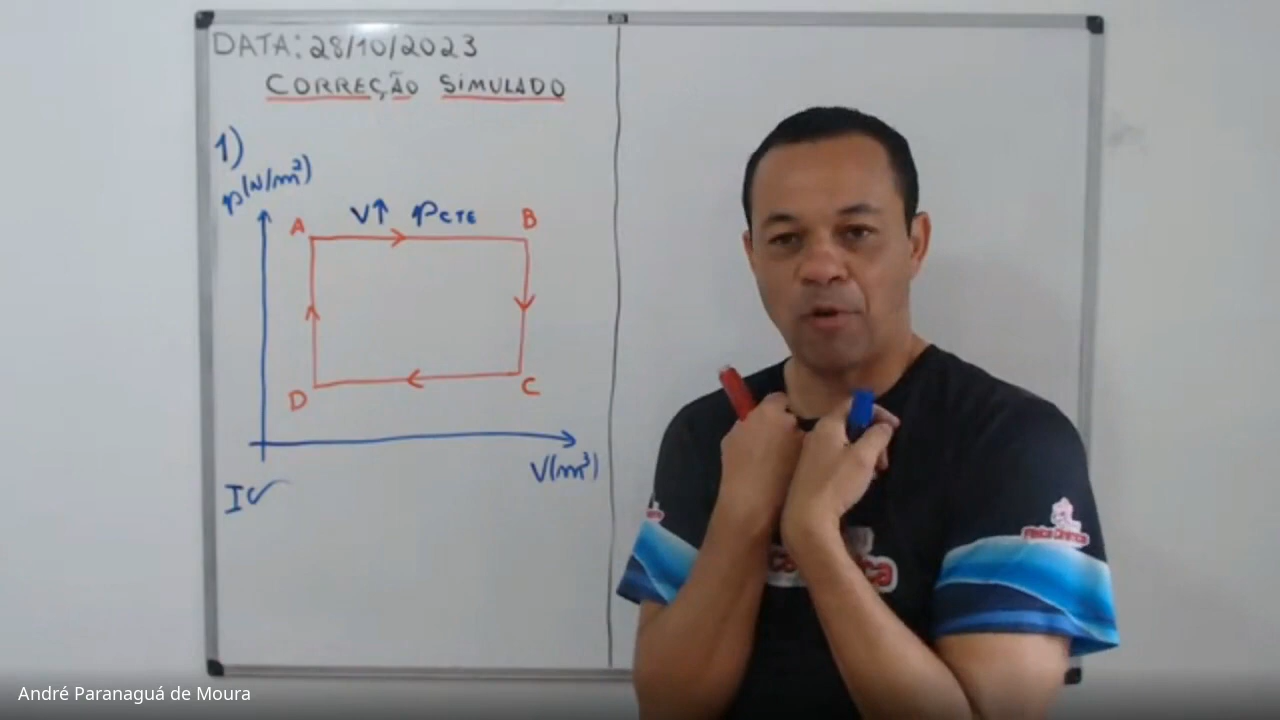 DATA: 28/10/2023
CORREÇÃO SIMULADO
1)
p(N/m²)
A V↑ pCTE B
D C
V(m³)
I✓
André Paranaguá de Moura